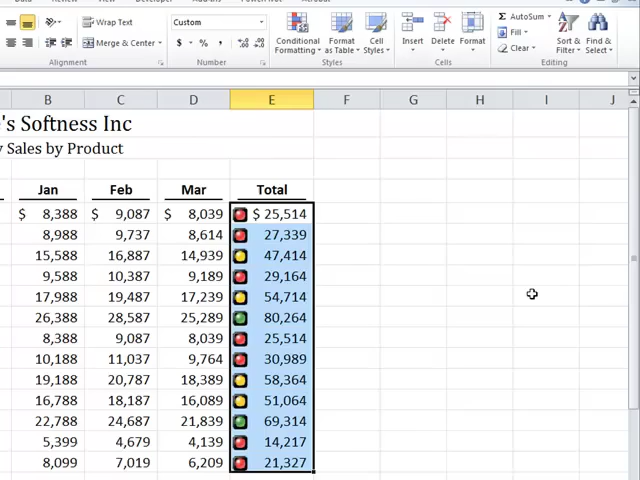 Wrap Text
Custom
Merge & Center
$ % ,
Conditional Formatting
Format as Table
Cell Styles
Insert
Delete
Format
Σ AutoSum
Fill
Clear
Sort & Filter
Find & Select
Alignment
Number
Styles
Cells
Editing
B C D E F G H I J
's Softness Inc
Sales by Product
Jan Feb Mar Total
$ 8,388 $ 9,087 $ 8,039 $ 25,514
8,988 9,737 8,614 27,339
15,588 16,887 14,939 47,414
9,588 10,387 9,189 29,164
17,988 19,487 17,239 54,714
26,388 28,587 25,289 80,264
8,388 9,087 8,039 25,514
10,188 11,037 9,764 30,989
19,188 20,787 18,389 58,364
16,788 18,187 16,089 51,064
22,788 24,687 21,839 69,314
5,399 4,679 4,139 14,217
8,099 7,019 6,209 21,327